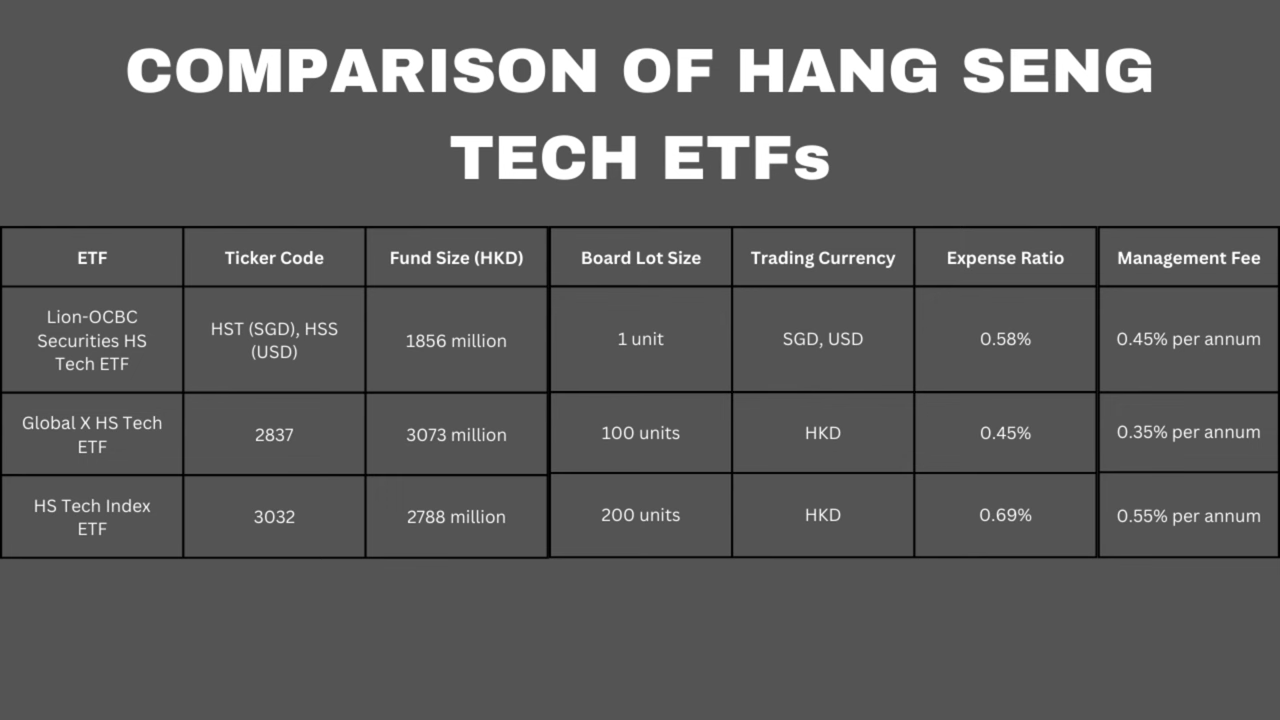 COMPARISON OF HANG SENG
TECH ETFs
ETF
Ticker Code
Fund Size (HKD)
Board Lot Size
Trading Currency
Expense Ratio
Management Fee
Lion-OCBC
Securities HS
Tech ETF
HST (SGD), HSS
(USD)
1856 million
1 unit
SGD, USD
0.58%
0.45% per annum
Global X HS Tech
ETF
2837
3073 million
100 units
HKD
0.45%
0.35% per annum
HS Tech Index
ETF
3032
2788 million
200 units
HKD
0.69%
0.55% per annum